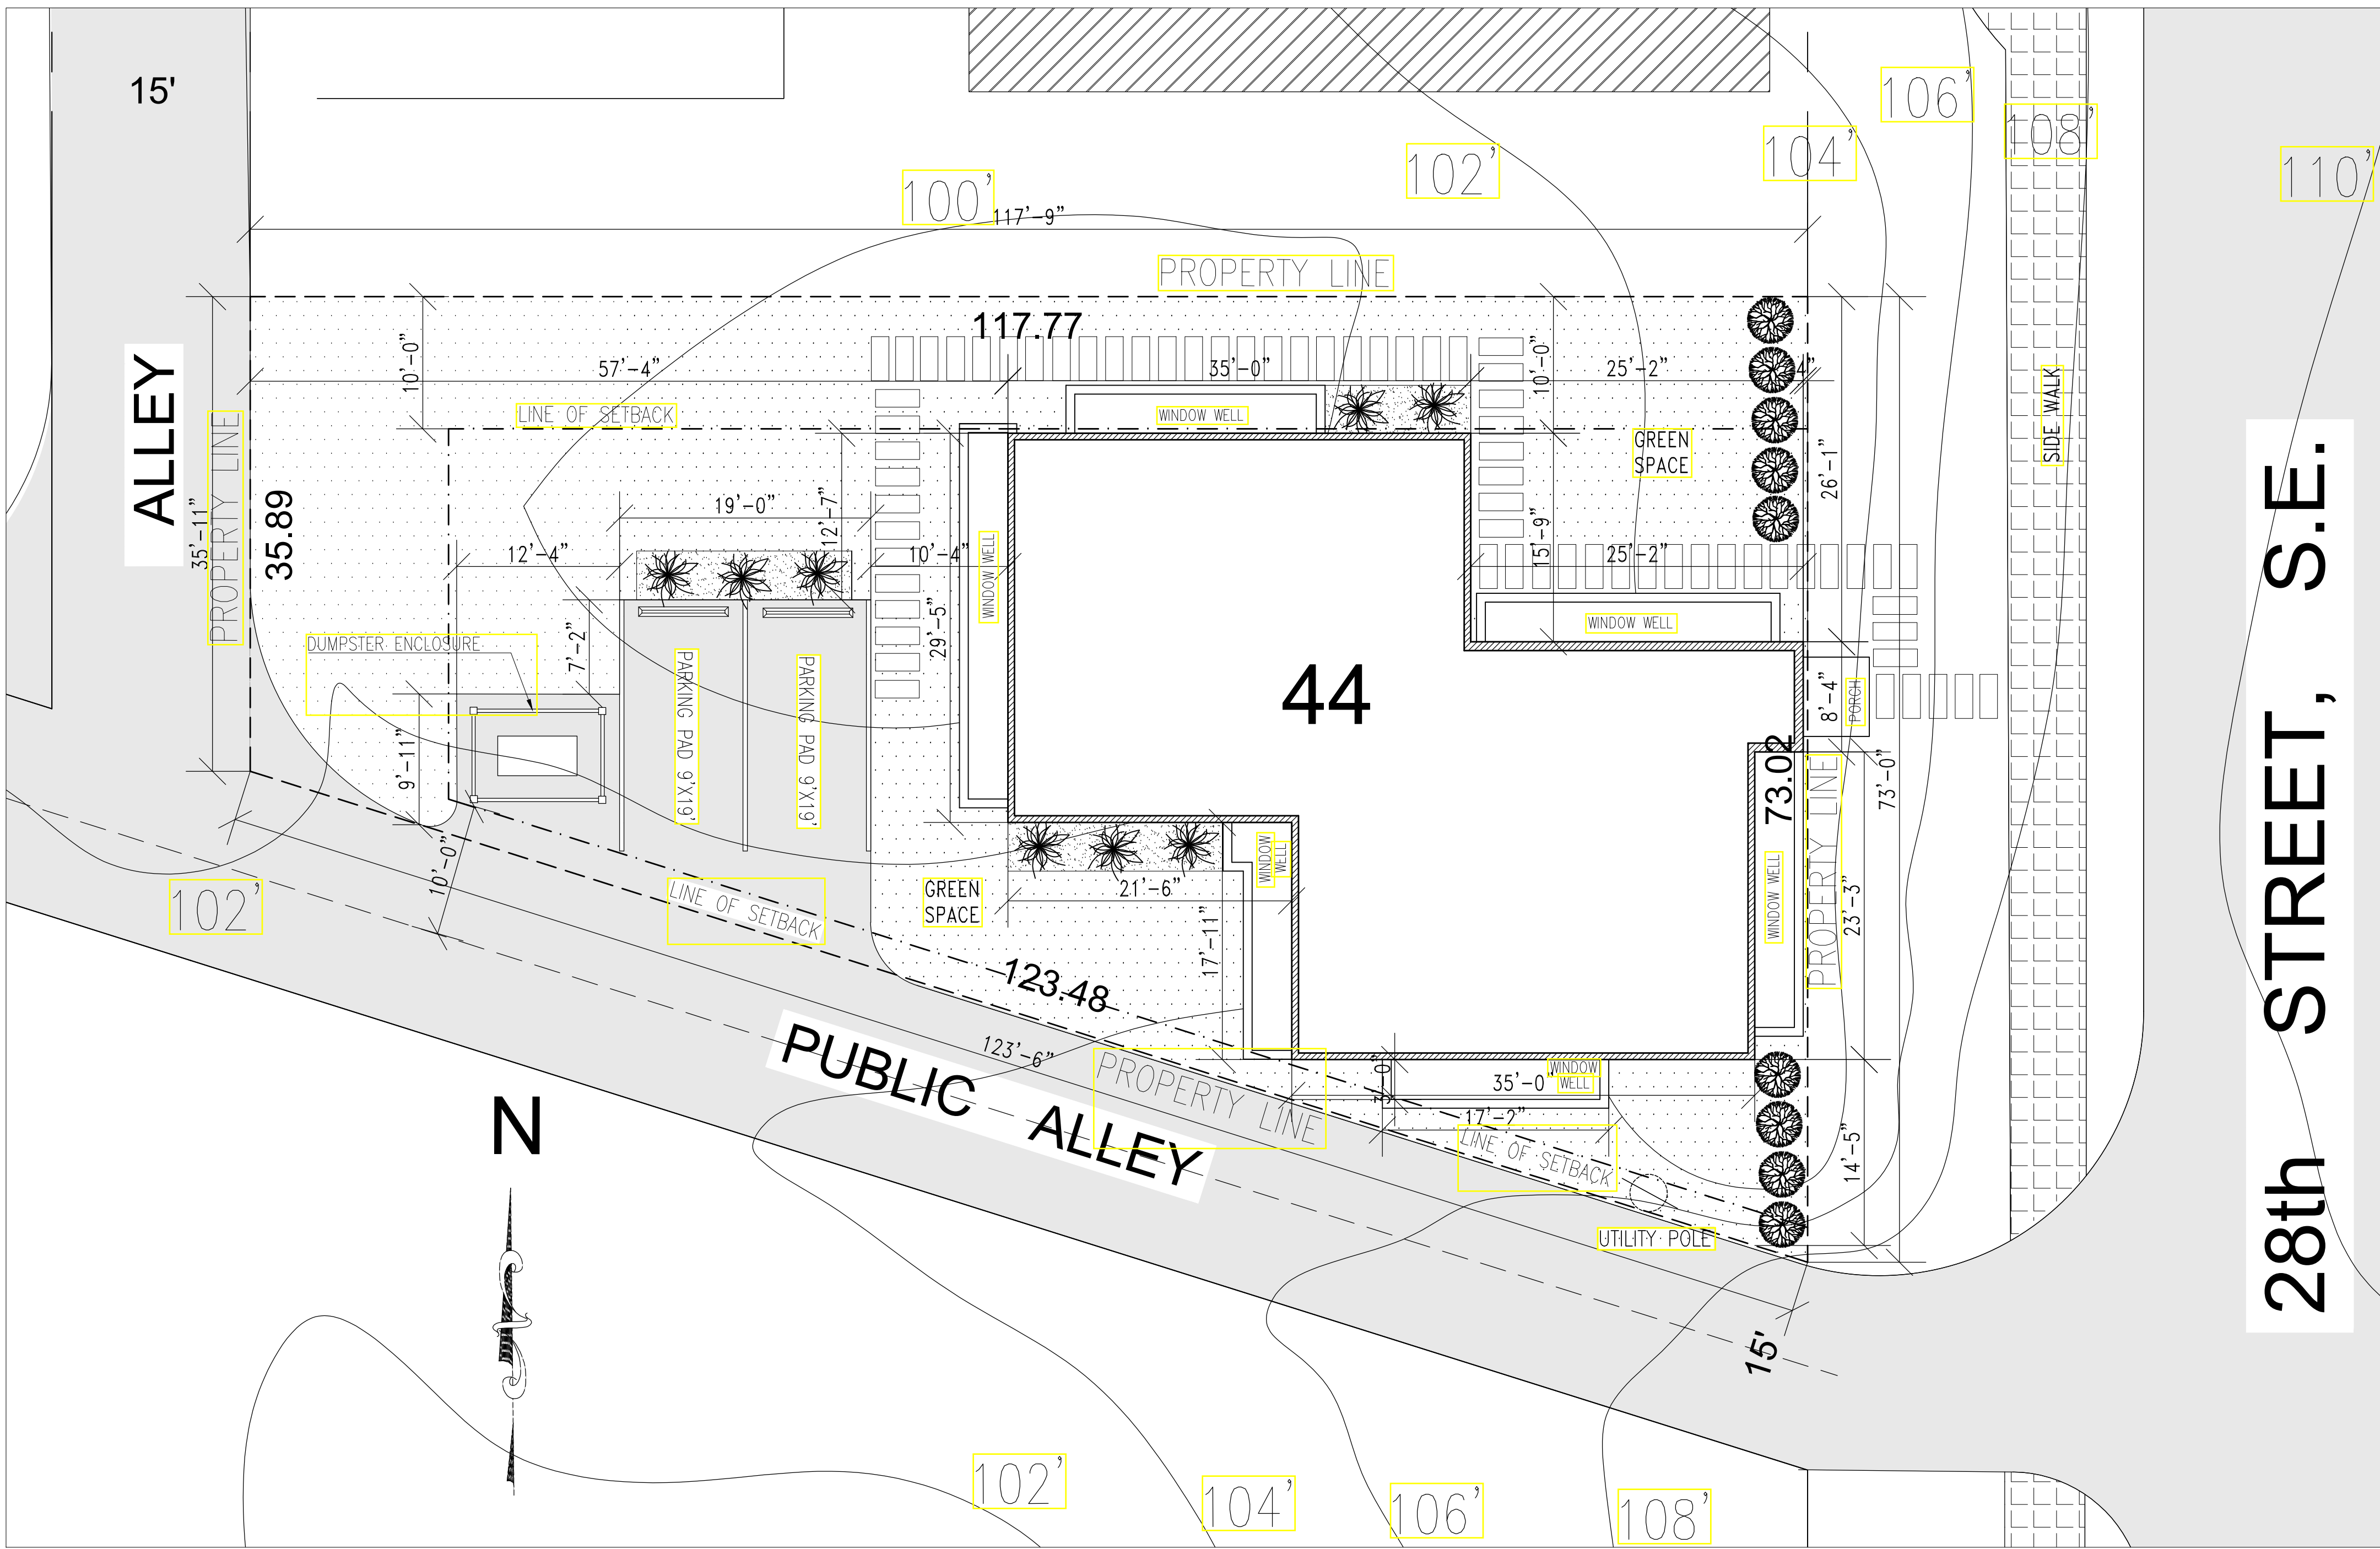 15'
106'
108'
104'
110'
102'
100'
117'-9"
PROPERTY LINE
117.77
ALLEY
10'-0"
57'-4"
35'-0"
10'-0"
25'-2"
4"
LINE OF SETBACK
WINDOW WELL
GREEN
SPACE
SIDE WALK
26'-1"
35'-11"
PROPERTY LINE
35.89
19'-0"
12'-7"
12'-4"
10'-4"
15'-9"
25'-2"
WINDOW WELL
29'-5"
7'-2"
DUMPSTER ENCLOSURE
WINDOW WELL
PARKING PAD 9'X19'
PARKING PAD 9'X19'
44
8'-4"
PORCH
9'-11"
73.02
73'-0"
PROPERTY LINE
10'-0"
WINDOW
WELL
WINDOW WELL
23'-3"
102'
LINE OF SETBACK
GREEN
SPACE
21'-6"
17'-11"
123.48
123'-6"
PUBLIC ALLEY
PROPERTY LINE
WINDOW
WELL
35'-0
17'-2"
LINE OF SETBACK
14'-5"
UTILITY POLE
N
15'
28th STREET, S.E.
102'
104'
106'
108'